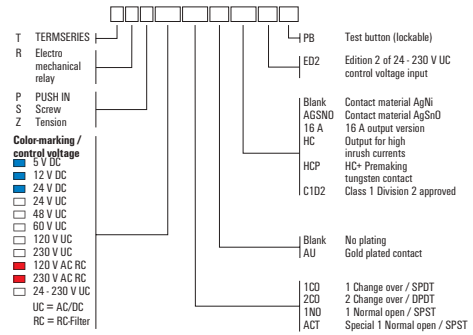 T TERMSERIES
R Electro
mechanical
relay
P PUSH IN
S Screw
Z Tension
Color-marking /
control voltage
5 V DC
12 V DC
24 V DC
24 V UC
48 V UC
60 V UC
120 V UC
230 V UC
120 V AC RC
230 V AC RC
24 - 230 V UC
UC = AC/DC
RC = RC-Filter
PB Test button (lockable)
ED2 Edition 2 of 24 - 230 V UC
control voltage input
Blank Contact material AgNi
AGSNO Contact material AgSnO
16 A 16 A output version
HC Output for high
inrush currents
HCP HC+ Premaking
tungsten contact
C1D2 Class 1 Division 2 approved
Blank No plating
AU Gold plated contact
1CO 1 Change over / SPDT
2CO 2 Change over / DPDT
1NO 1 Normal open / SPST
ACT Special 1 Normal open / SPST